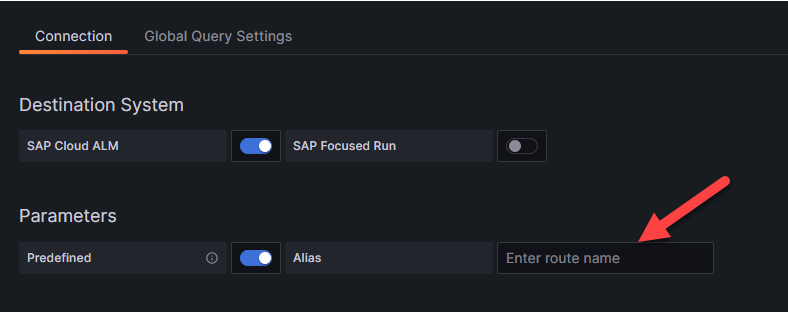 Connection Global Query Settings
Destination System
SAP Cloud ALM SAP Focused Run
Parameters
Predefined Alias Enter route name